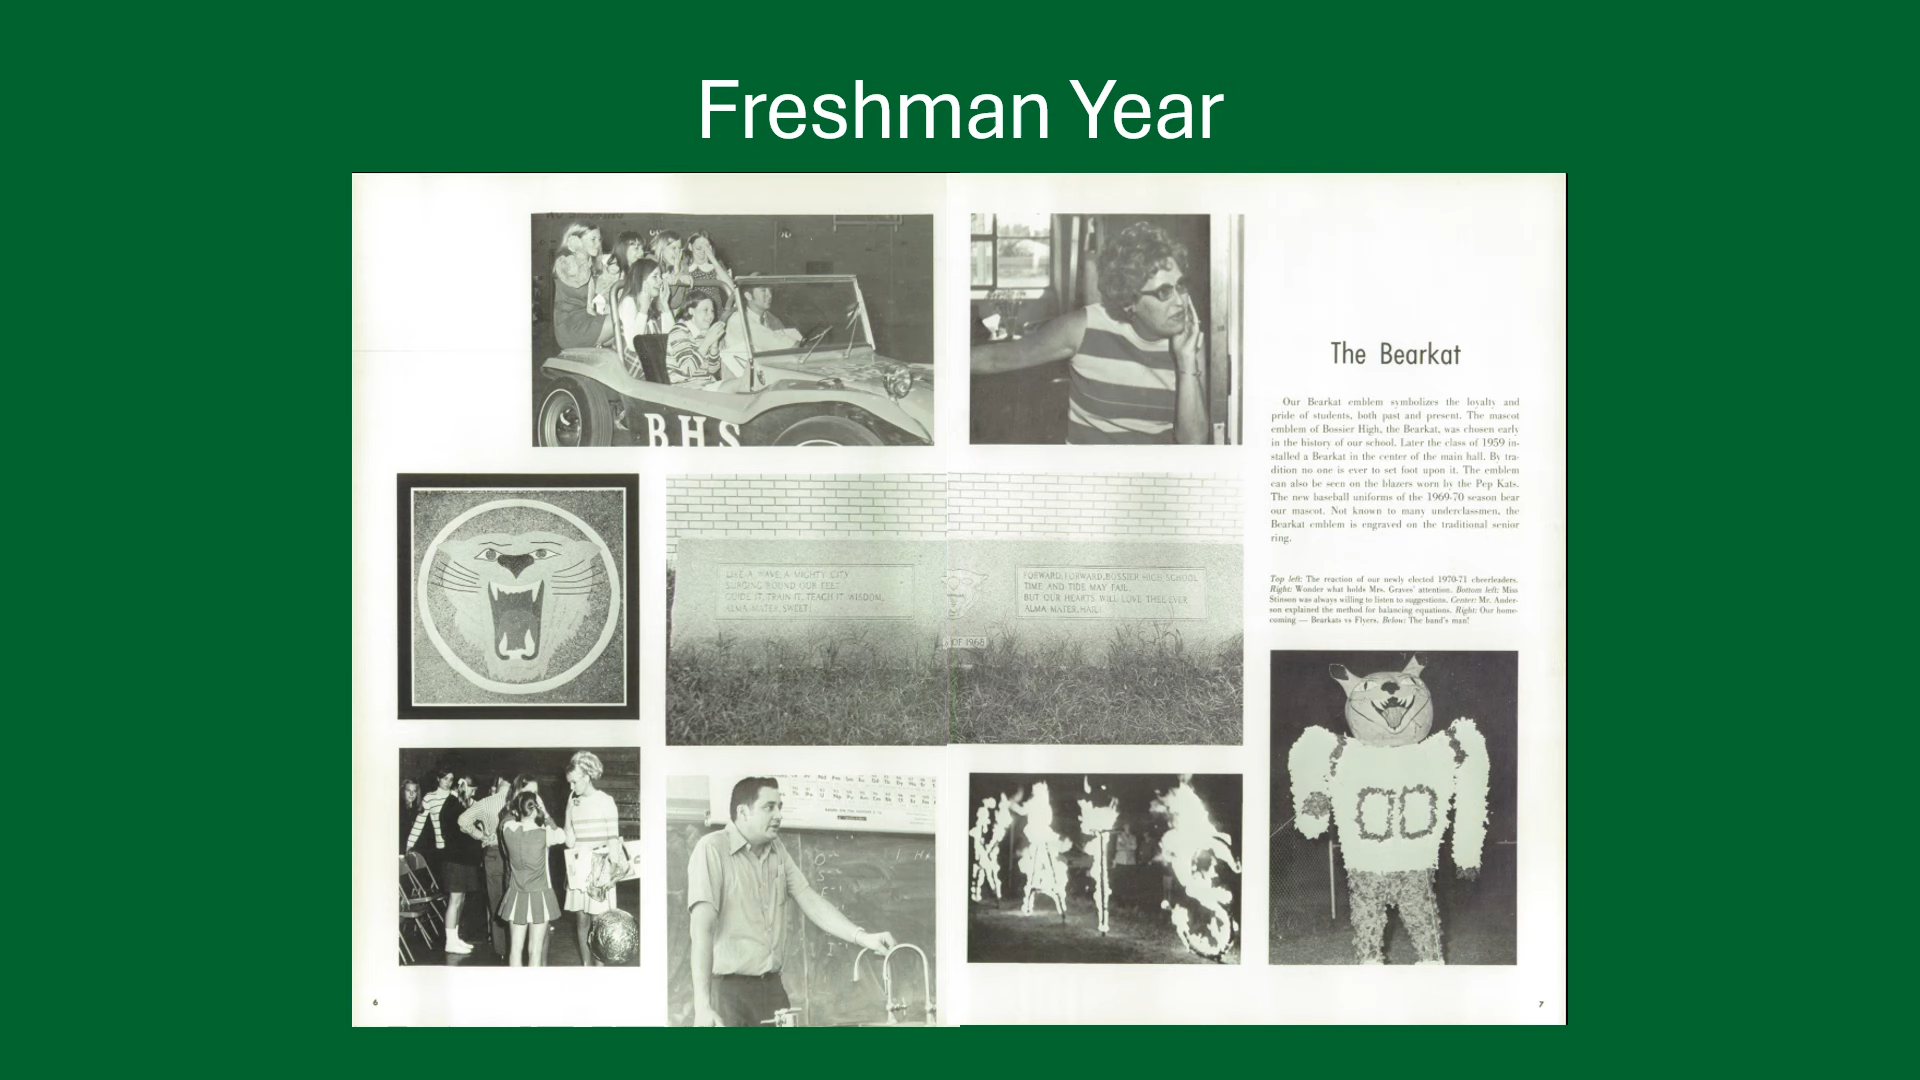 Freshman Year
NO SMOKING
BHS
The Bearkat
Our Bearkat emblem symbolizes the loyalty and
pride of students, both past and present. The mascot
emblem of Bossier High, the Bearkat, was chosen early
in the history of our school. Later the class of 1959 in-
stalled a Bearkat in the center of the main hall. By tra-
dition no one is ever to set foot upon it. The emblem
can also be seen on the blazers worn by the Pep Kats.
The new baseball uniforms of the 1969-70 season bear
our mascot. Not known to many underclassmen, the
Bearkat emblem is engraved on the traditional senior
ring.
Top left: The reaction of our newly elected 1970-71 cheerleaders.
Right: Wonder what holds Mrs. Graves' attention. Bottom left: Miss
Stinson was always willing to listen to suggestions. Center: Mr. Ander-
son explained the method for balancing equations. Right: Our home-
coming — Bearkats vs Flyers. Below: The band's man!
LIKE A WAVE, A MIGHTY CITY
SURGING ROUND OUR FEET
GUIDE IT, TRAIN IT, TEACH IT WISDOM,
ALMA MATER, SWEET
FORWARD, FORWARD, BOSSIER HIGH SCHOOL
TIME AND TIDE MAY FAIL,
BUT OUR HEARTS WILL LOVE THEE EVER
ALMA MATER, HAIL!
OF 1968
6
7